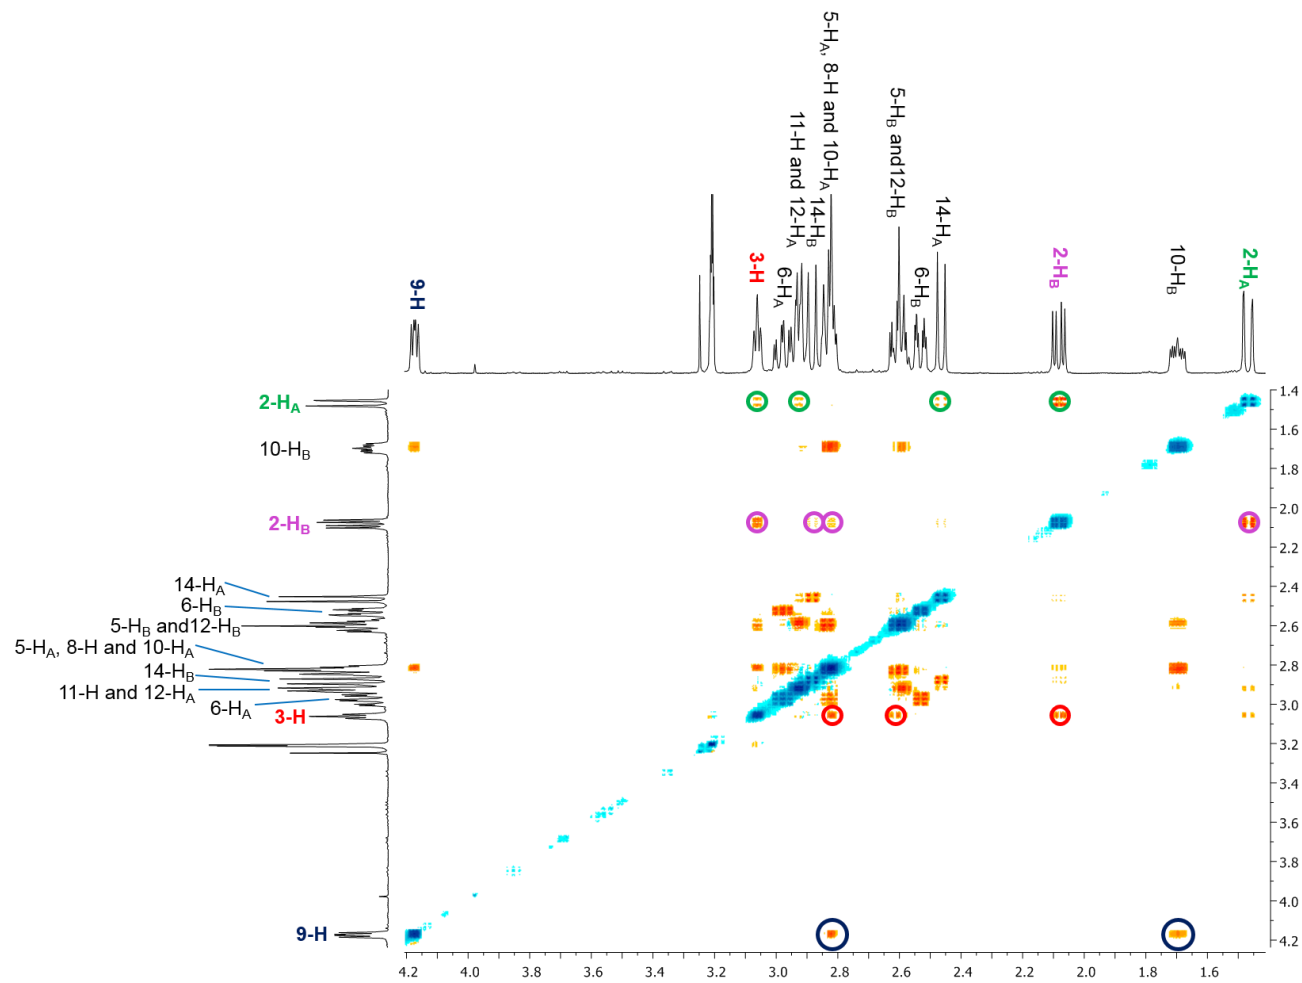 9-H
3-H
6-HA
11-H and 12-HA
14-HB
5-HA, 8-H and 10-HA
5-HB and12-HB
6-HB
14-HA
2-HB
10-HB
2-HA
2-HA
10-HB
2-HB
14-HA
6-HB
5-HB and12-HB
5-HA, 8-H and 10-HA
14-HB
11-H and 12-HA
6-HA
3-H
9-H
1.4
1.6
1.8
2.0
2.2
2.4
2.6
2.8
3.0
3.2
3.4
3.6
3.8
4.0
4.2
4.2 4.0 3.8 3.6 3.4 3.2 3.0 2.8 2.6 2.4 2.2 2.0 1.8 1.6